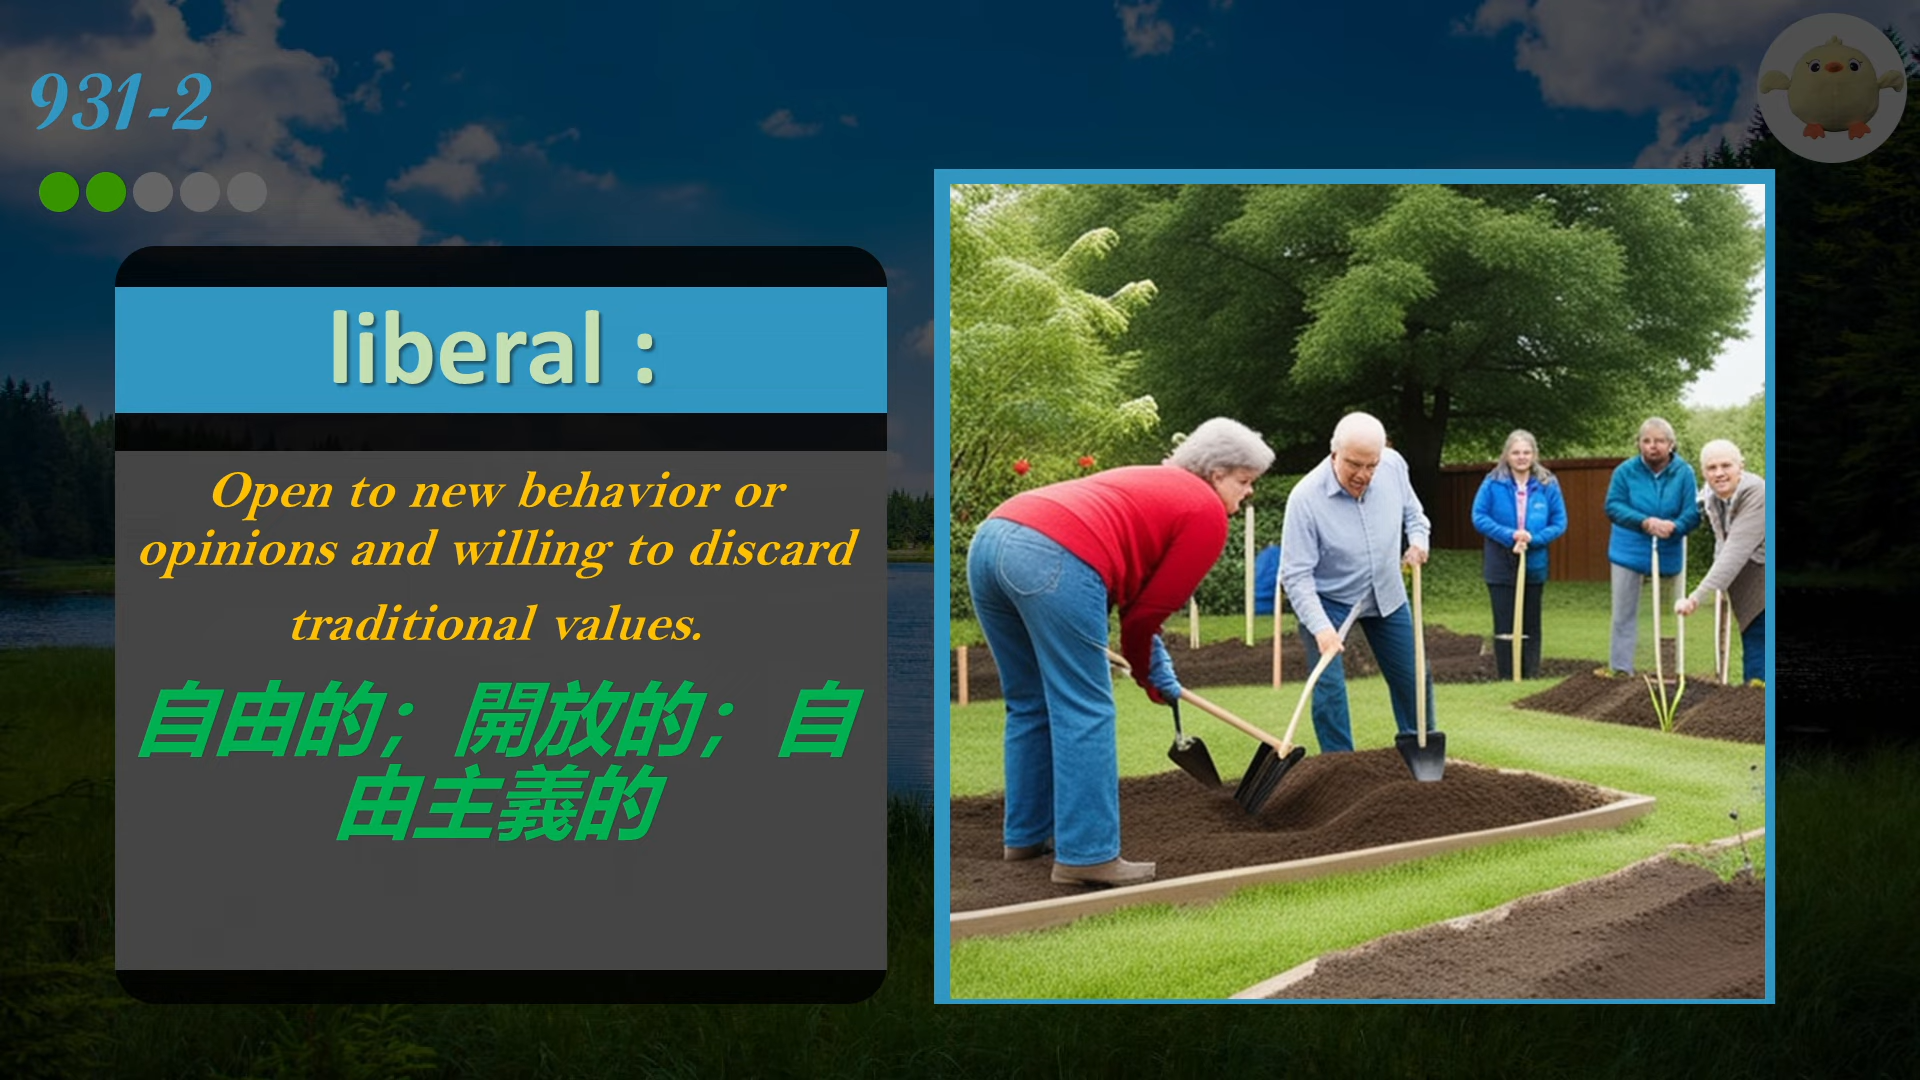 931-2
liberal :
Open to new behavior or
opinions and willing to discard
traditional values.
自由的；開放的；自
由主義的